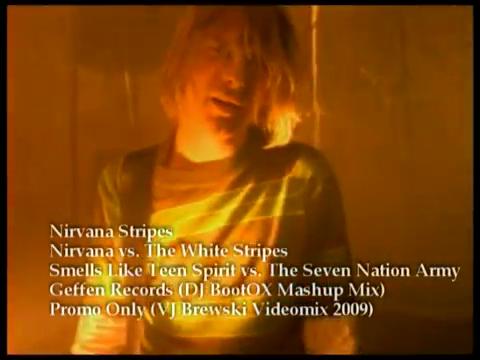 Nirvana Stripes
Nirvana vs. The White Stripes
Smells Like Teen Spirit vs. The Seven Nation Army
Geffen Records (DJ BootOX Mashup Mix)
Promo Only (VJ Brewski Videomix 2009)